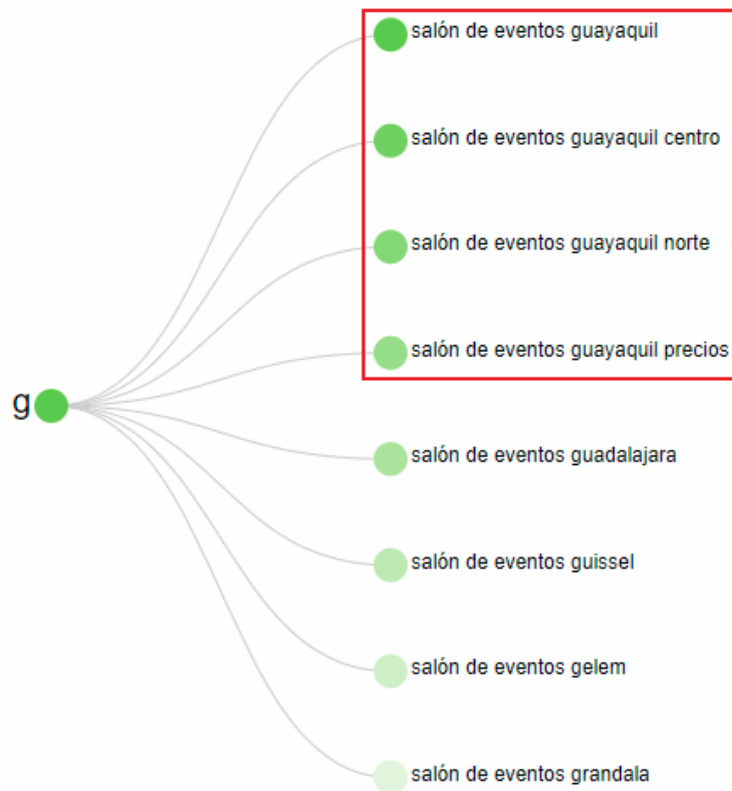 salón de eventos guayaquil
salón de eventos guayaquil centro
salón de eventos guayaquil norte
salón de eventos guayaquil precios
g
salón de eventos guadalajara
salón de eventos guissel
salón de eventos gelem
salón de eventos grandala